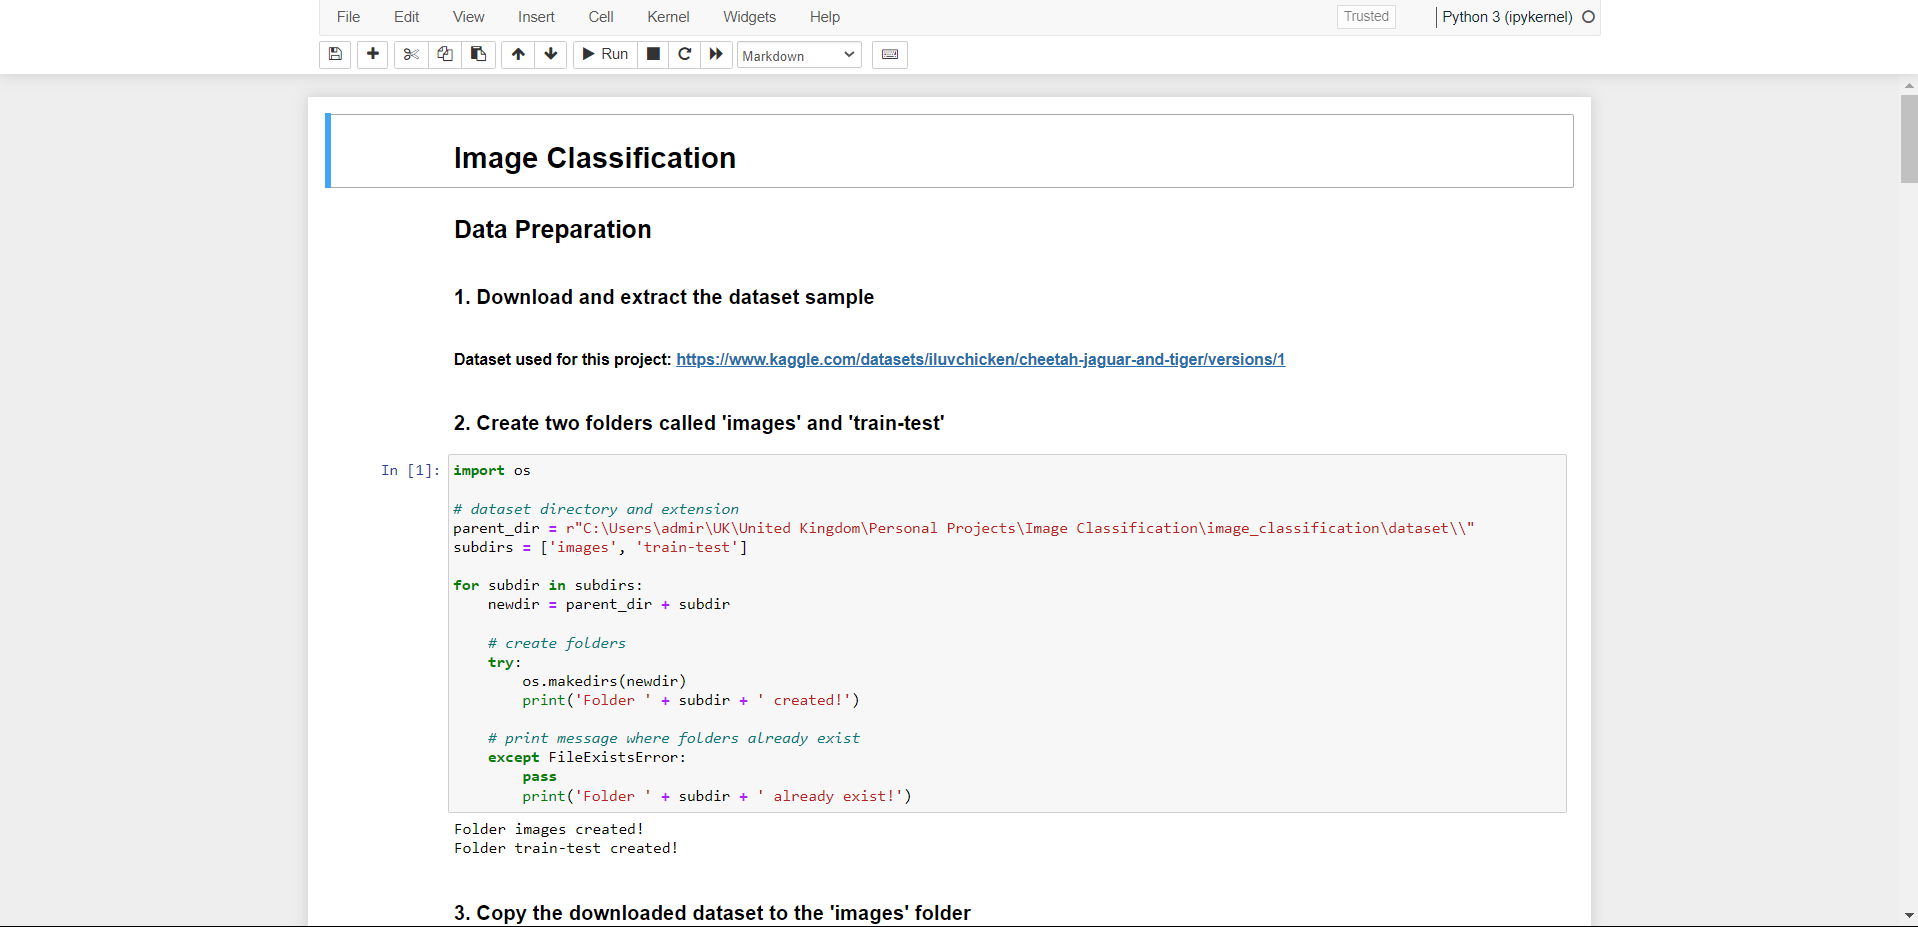 File Edit View Insert Cell Kernel Widgets Help Trusted Python 3 (ipykernel)
Run Markdown
Image Classification
Data Preparation
1. Download and extract the dataset sample
Dataset used for this project: https://www.kaggle.com/datasets/iluvchicken/cheetah-jaguar-and-tiger/versions/1
2. Create two folders called 'images' and 'train-test'
In [1]: import os
# dataset directory and extension
parent_dir = r"C:\Users\admir\UK\United Kingdom\Personal Projects\Image Classification\image_classification\dataset\\"
subdirs = ['images', 'train-test']
for subdir in subdirs:
    newdir = parent_dir + subdir
    # create folders
    try:
        os.makedirs(newdir)
        print('Folder ' + subdir + ' created!')
    # print message where folders already exist
    except FileExistsError:
        pass
        print('Folder ' + subdir + ' already exist!')
Folder images created!
Folder train-test created!
3. Copy the downloaded dataset to the 'images' folder